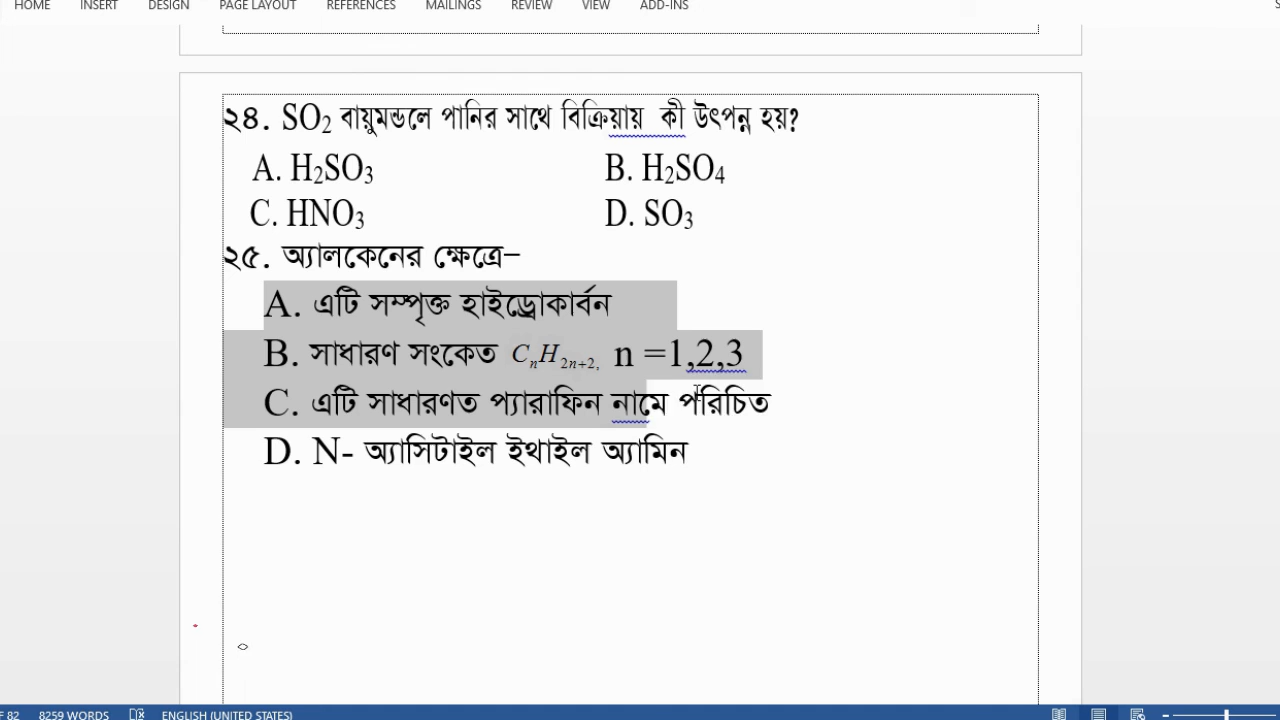 HOME INSERT DESIGN PAGE LAYOUT REFERENCES MAILINGS REVIEW VIEW ADD-INS
২৪. SO₂ বায়ুমন্ডলে পানির সাথে বিক্রিয়ায় কী উৎপন্ন হয়?
A. H₂SO₃ B. H₂SO₄
C. HNO₃ D. SO₃
২৫. অ্যালকেনের ক্ষেত্রে–
A. এটি সম্পৃক্ত হাইড্রোকার্বন
B. সাধারণ সংকেত CₙH₂ₙ₊₂, n =1,2,3
C. এটি সাধারণত প্যারাফিন নামে পরিচিত
D. N- অ্যাসিটাইল ইথাইল অ্যামিন
F 82 8259 WORDS ENGLISH (UNITED STATES)